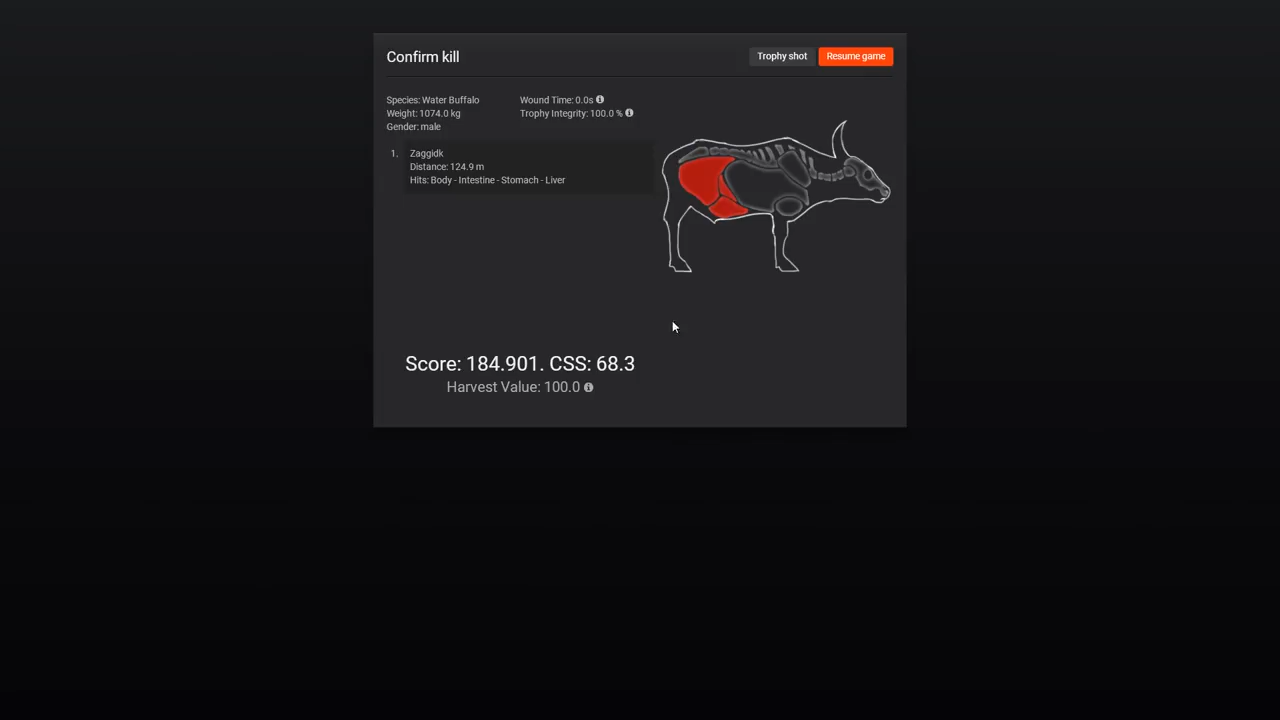 Confirm kill
Trophy shot
Resume game
Species: Water Buffalo
Weight: 1074.0 kg
Gender: male
Wound Time: 0.0s
Trophy Integrity: 100.0 %
1.
Zaggidk
Distance: 124.9 m
Hits: Body - Intestine - Stomach - Liver
Score: 184.901. CSS: 68.3
Harvest Value: 100.0